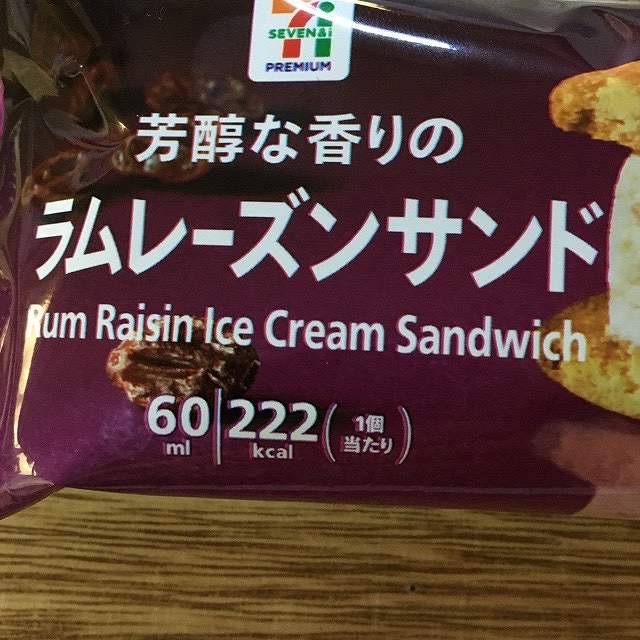 SEVEN&i
PREMIUM
芳醇な香りの
ラムレーズンサンド
Rum Raisin Ice Cream Sandwich
60 ml 222 kcal (1個当たり)